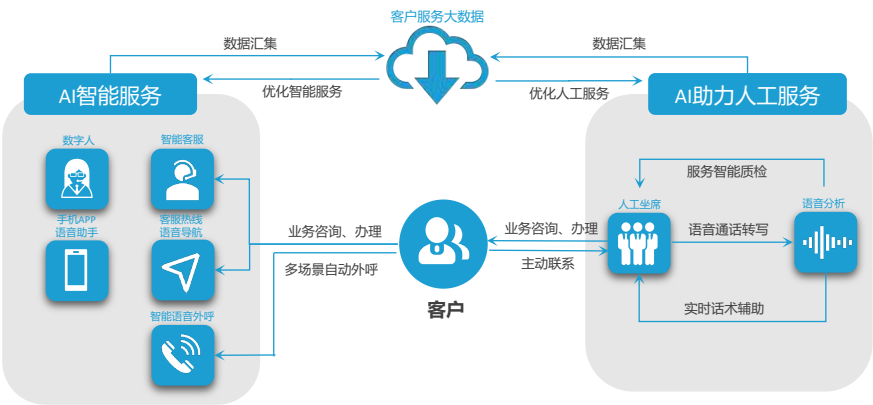 客户服务大数据
数据汇集
数据汇集
优化智能服务
优化人工服务
AI智能服务
AI助力人工服务
数字人
智能客服
手机APP
语音助手
客服热线
语音导航
智能语音外呼
业务咨询、办理
多场景自动外呼
客户
业务咨询、办理
主动联系
人工坐席
服务智能质检
语音分析
语音通话转写
实时话术辅助